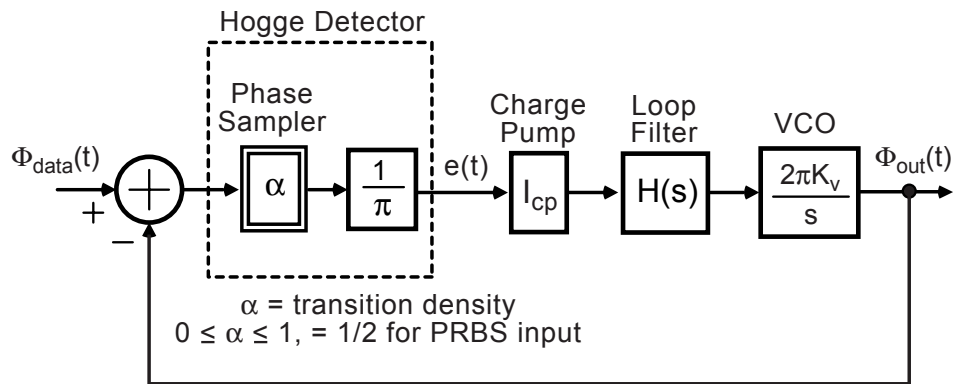 Hogge Detector
Phase
Sampler
Charge
Pump
Loop
Filter
VCO
Φdata(t)
+
−
α
1
π
e(t)
Icp
H(s)
2πKv
s
Φout(t)
α = transition density
0 ≤ α ≤ 1, = 1/2 for PRBS input